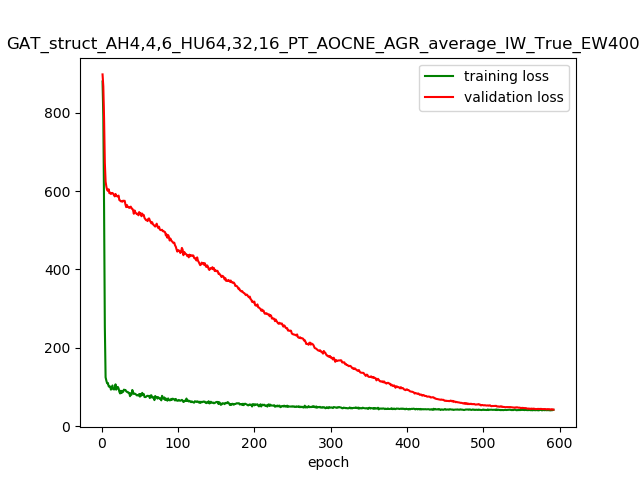 GAT_struct_AH4,4,6_HU64,32,16_PT_AOCNE_AGR_average_IW_True_EW400
training loss
validation loss
800
600
400
200
0
0 100 200 300 400 500 600
epoch